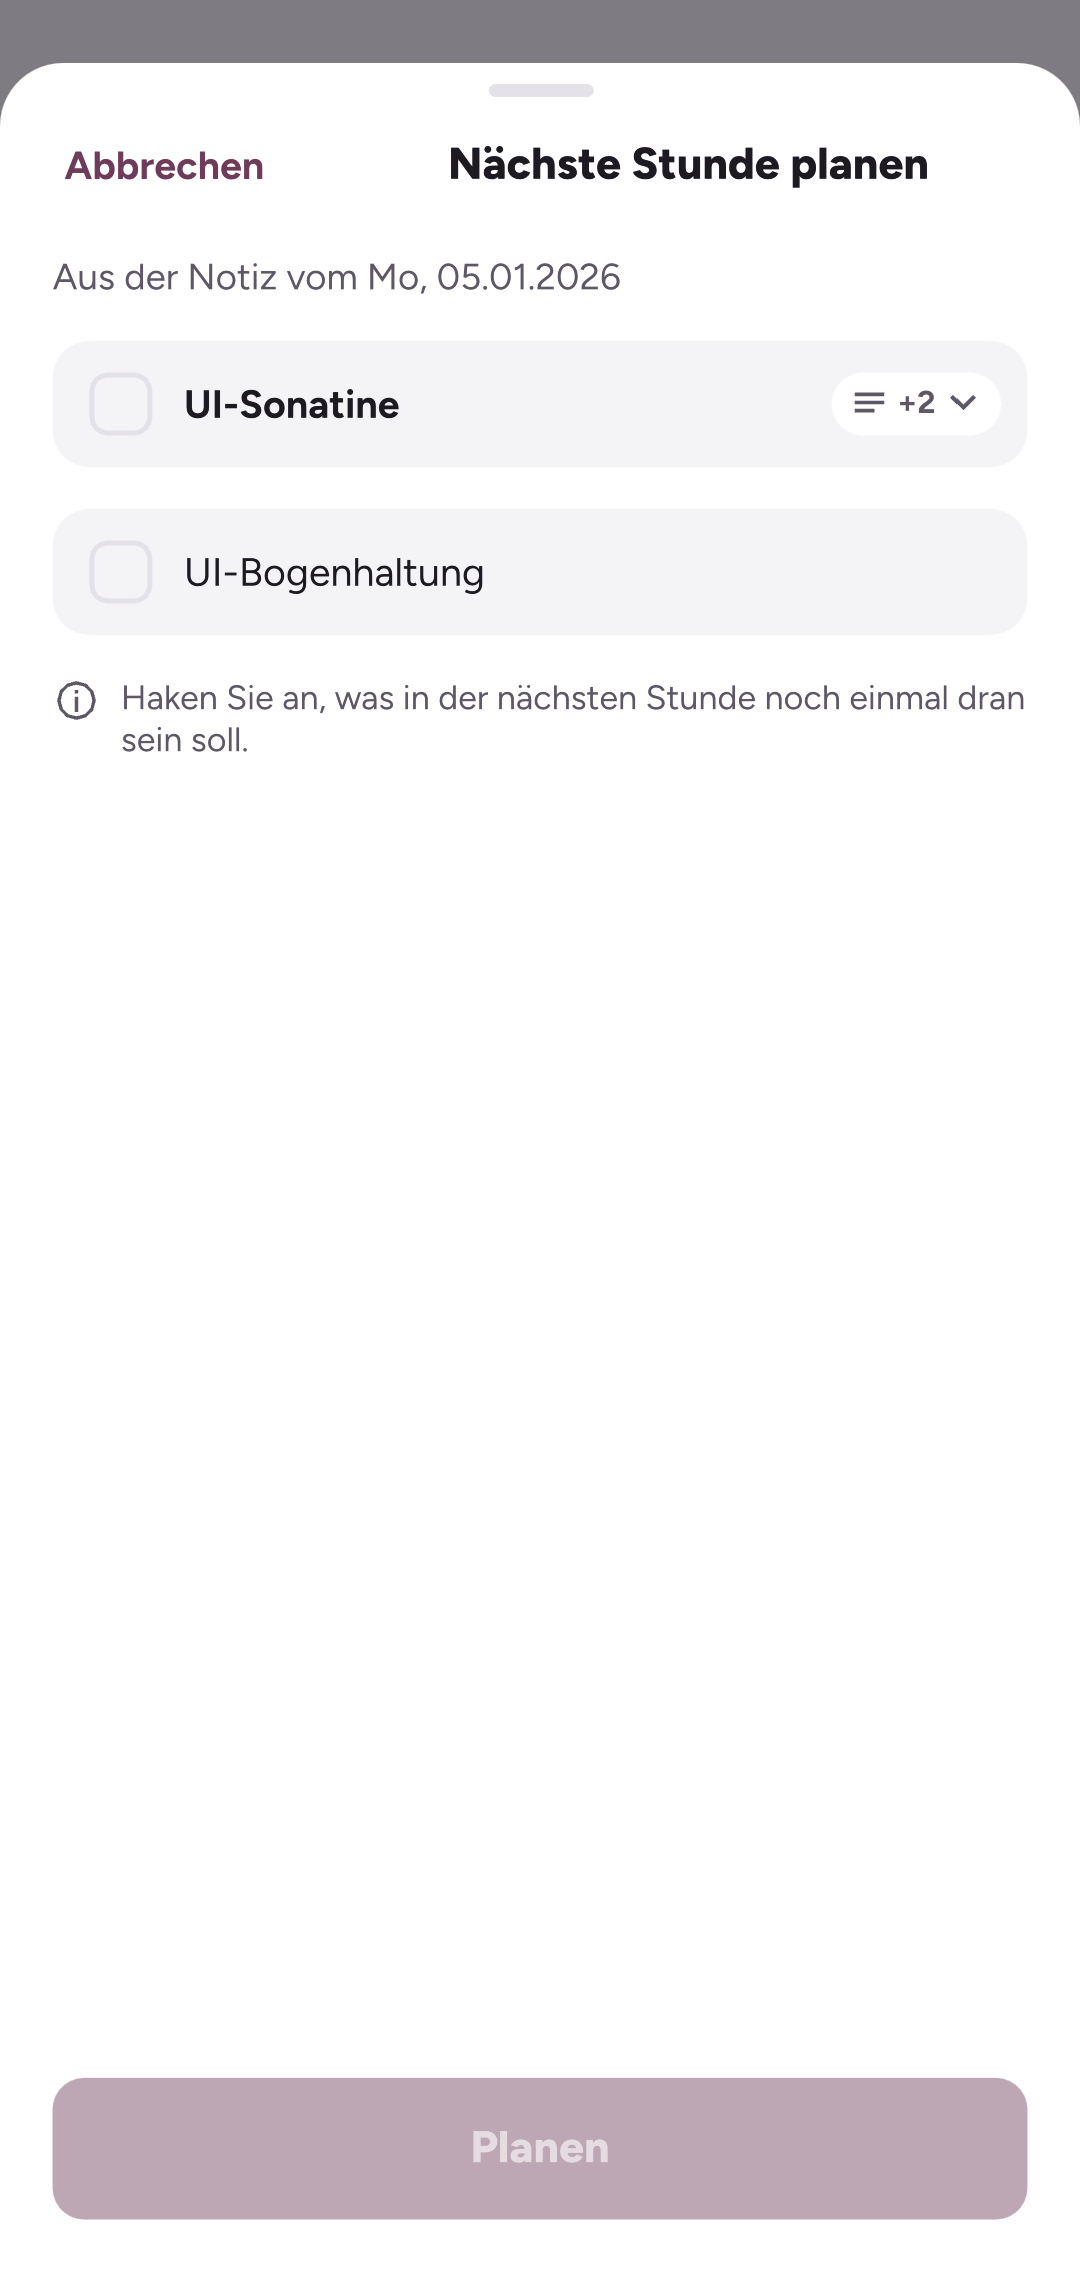 Abbrechen
Nächste Stunde planen
Aus der Notiz vom Mo, 05.01.2026
UI-Sonatine
+2
UI-Bogenhaltung
Haken Sie an, was in der nächsten Stunde noch einmal dran
sein soll.
Planen